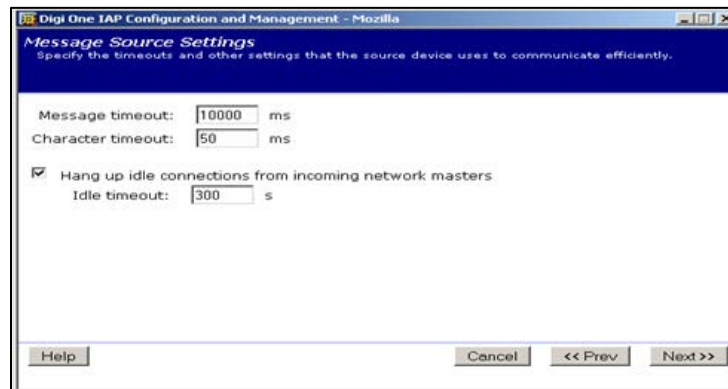 Digi One IAP Configuration and Management - Mozilla
Message Source Settings
Specify the timeouts and other settings that the source device uses to communicate efficiently.
Message timeout: 10000 ms
Character timeout: 50 ms
Hang up idle connections from incoming network masters
Idle timeout: 300 s
Help Cancel << Prev Next >>